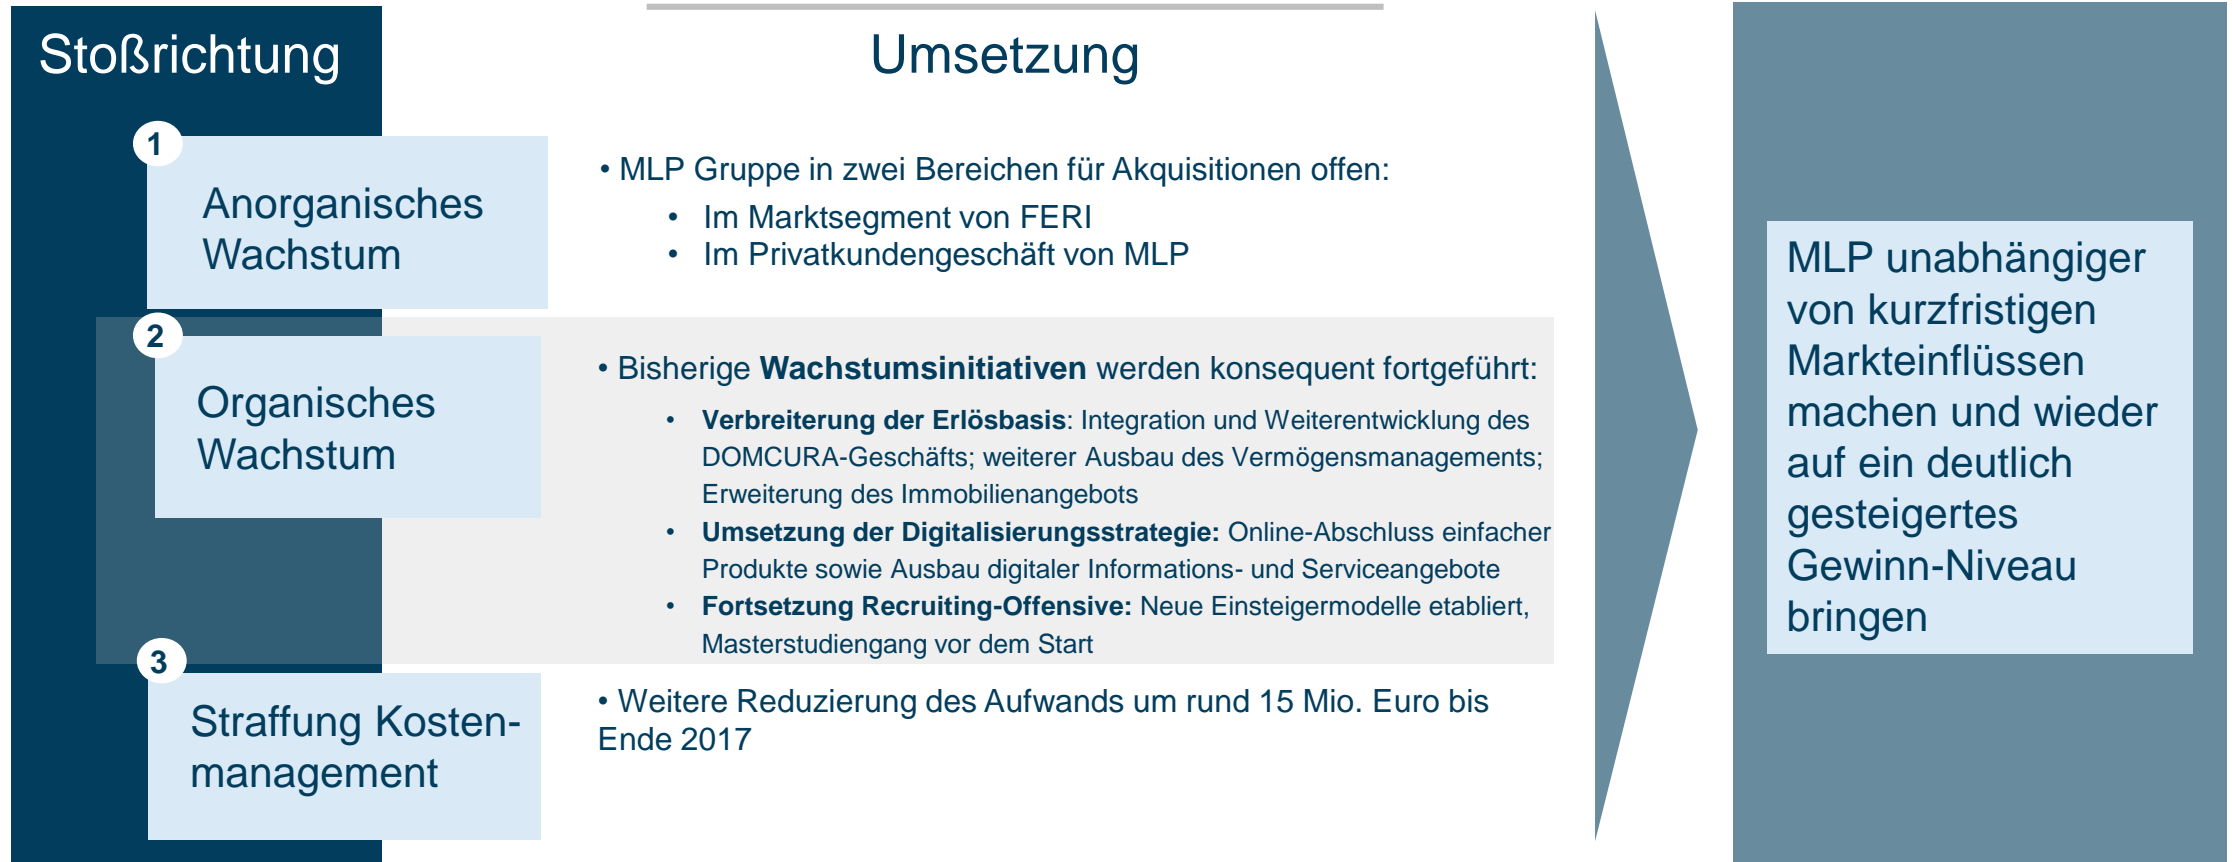 Stoßrichtung
Umsetzung
1
Anorganisches
Wachstum
• MLP Gruppe in zwei Bereichen für Akquisitionen offen:
• Im Marktsegment von FERI
• Im Privatkundengeschäft von MLP
2
Organisches
Wachstum
• Bisherige Wachstumsinitiativen werden konsequent fortgeführt:
• Verbreiterung der Erlösbasis: Integration und Weiterentwicklung des
DOMCURA-Geschäfts; weiterer Ausbau des Vermögensmanagements;
Erweiterung des Immobilienangebots
• Umsetzung der Digitalisierungsstrategie: Online-Abschluss einfacher
Produkte sowie Ausbau digitaler Informations- und Serviceangebote
• Fortsetzung Recruiting-Offensive: Neue Einsteigermodelle etabliert,
Masterstudiengang vor dem Start
3
Straffung Kosten-
management
• Weitere Reduzierung des Aufwands um rund 15 Mio. Euro bis
Ende 2017
MLP unabhängiger
von kurzfristigen
Markteinflüssen
machen und wieder
auf ein deutlich
gesteigertes
Gewinn-Niveau
bringen